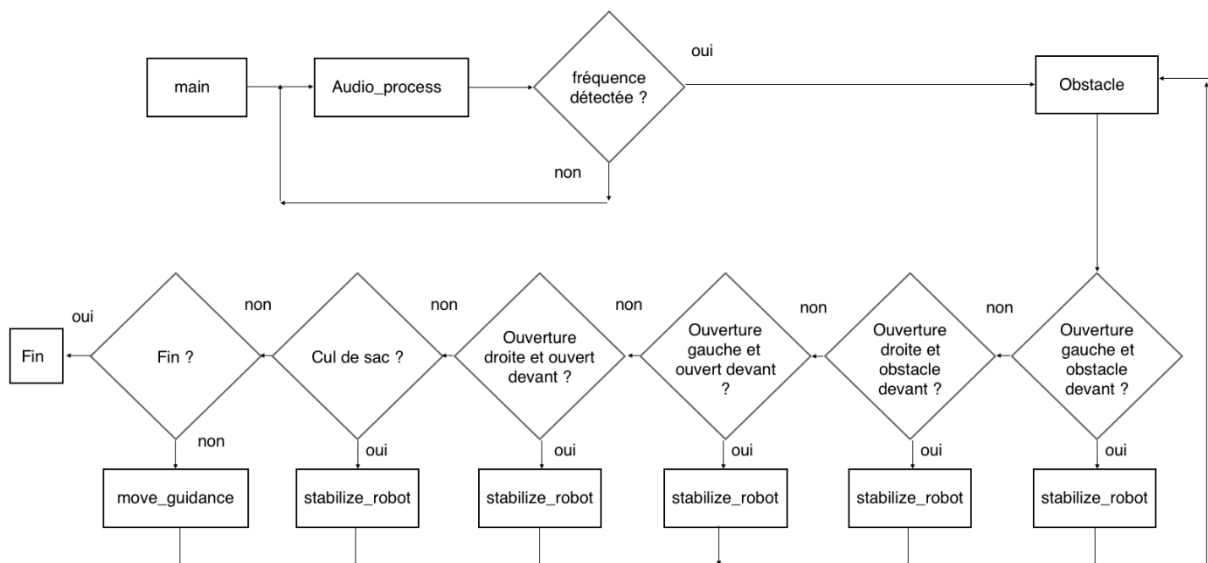 oui
main
Audio_process
fréquence
détectée ?
Obstacle
non
oui
non
non
non
non
non
Fin
Fin ?
Cul de sac ?
Ouverture
droite et ouvert
devant ?
Ouverture
gauche et
ouvert devant
?
Ouverture
droite et
obstacle
devant ?
Ouverture
gauche et
obstacle
devant ?
non
oui
oui
oui
oui
oui
move_guidance
stabilize_robot
stabilize_robot
stabilize_robot
stabilize_robot
stabilize_robot